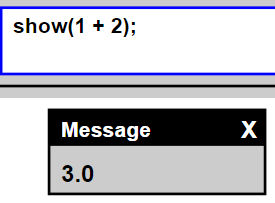 show(1 + 2);
Message X
3.0